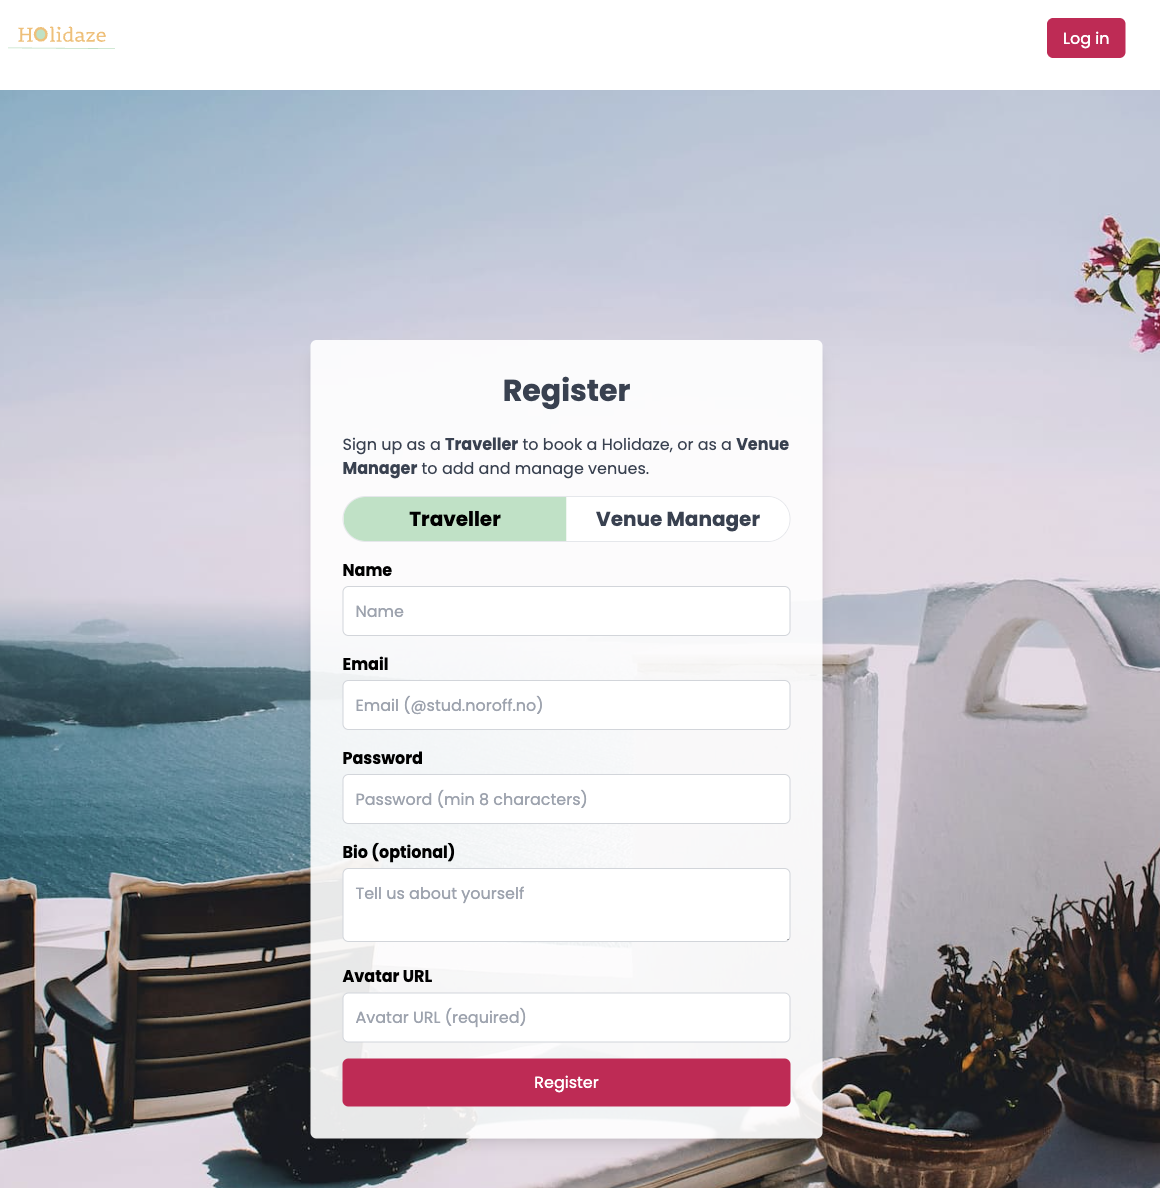 Holidaze
Log in
Register
Sign up as a Traveller to book a Holidaze, or as a Venue
Manager to add and manage venues.
Traveller
Venue Manager
Name
Name
Email
Email (@stud.noroff.no)
Password
Password (min 8 characters)
Bio (optional)
Tell us about yourself
Avatar URL
Avatar URL (required)
Register